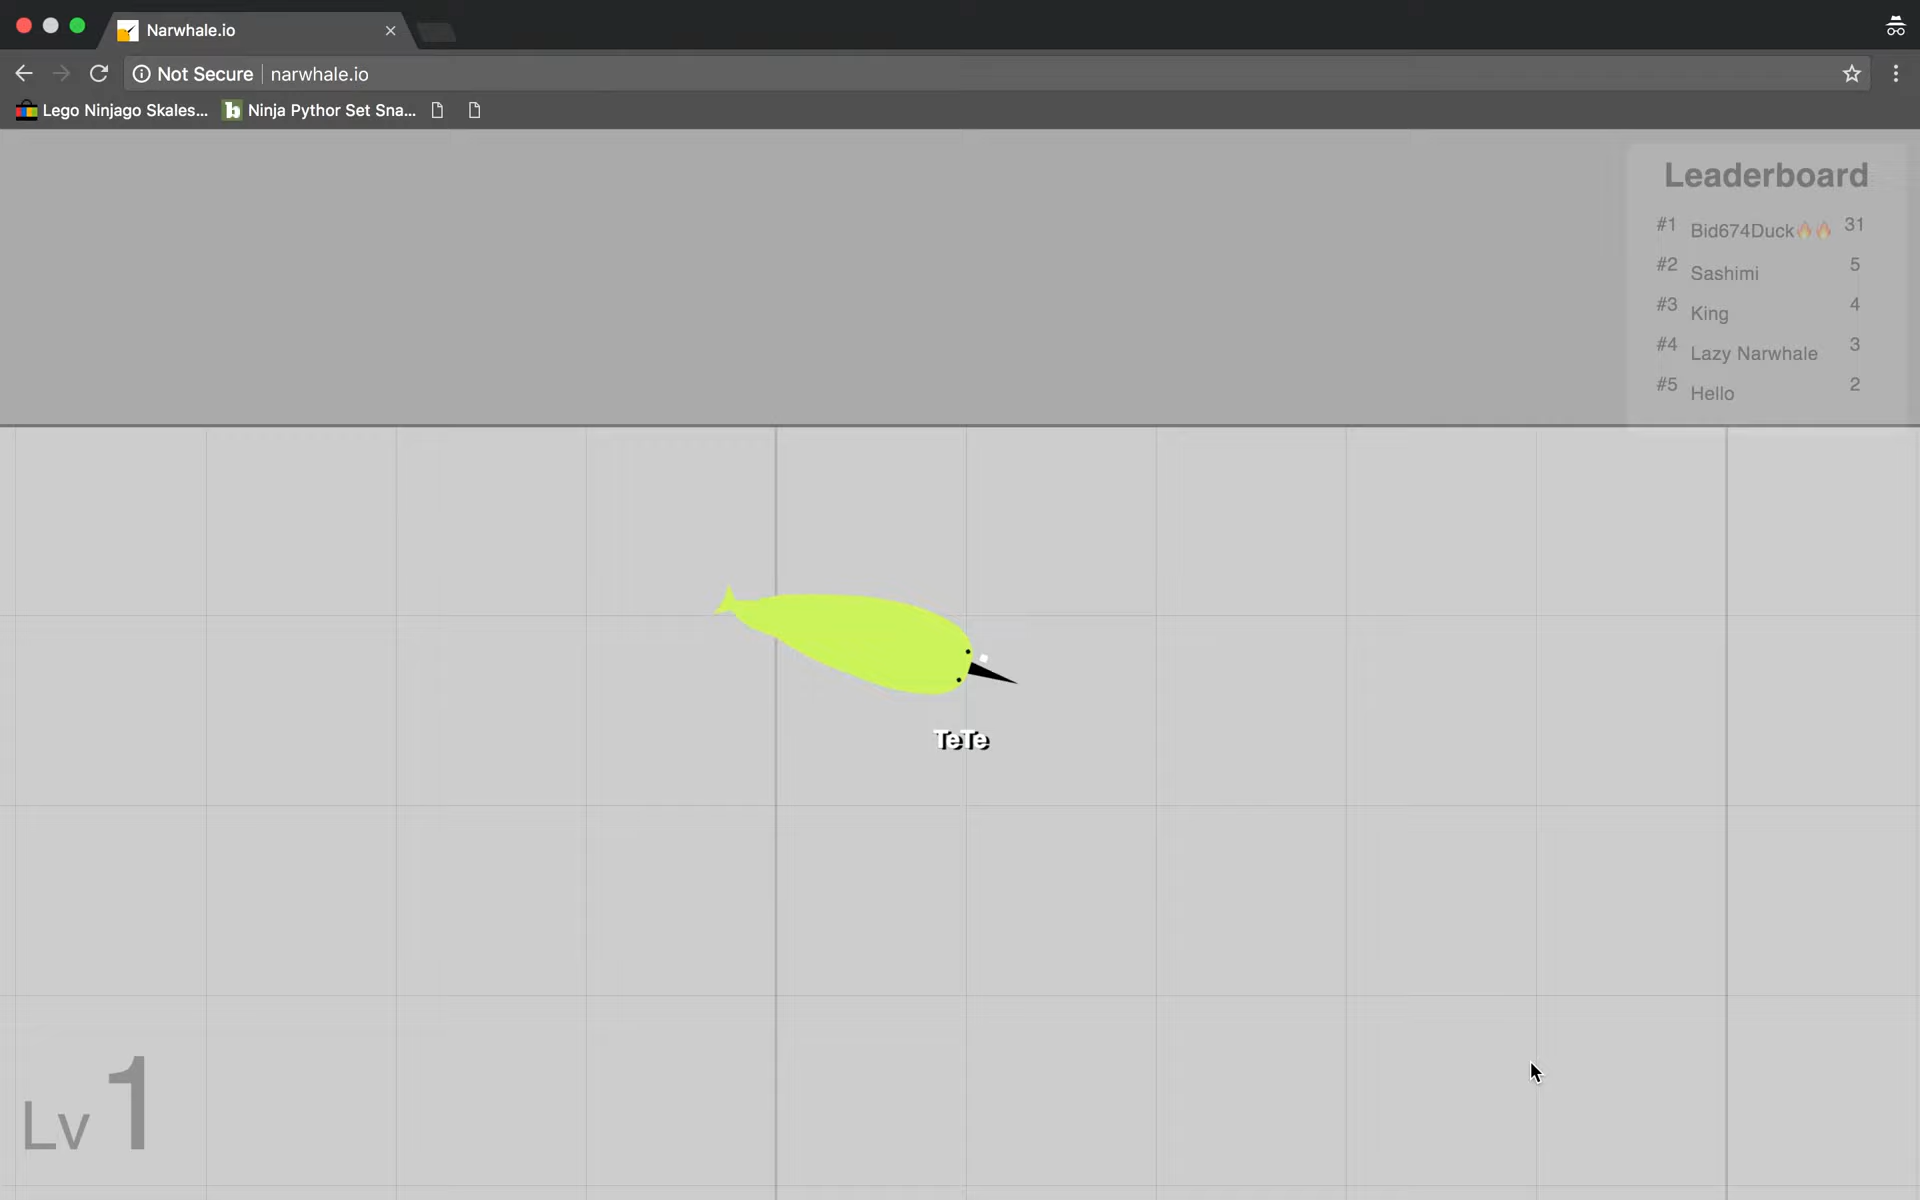 Narwhale.io
Not Secure narwhale.io
Lego Ninjago Skales... Ninja Pythor Set Sna...
Leaderboard
#1 Bid674Duck🔥🔥 31
#2 Sashimi 5
#3 King 4
#4 Lazy Narwhale 3
#5 Hello 2
TeTe
Lv 1